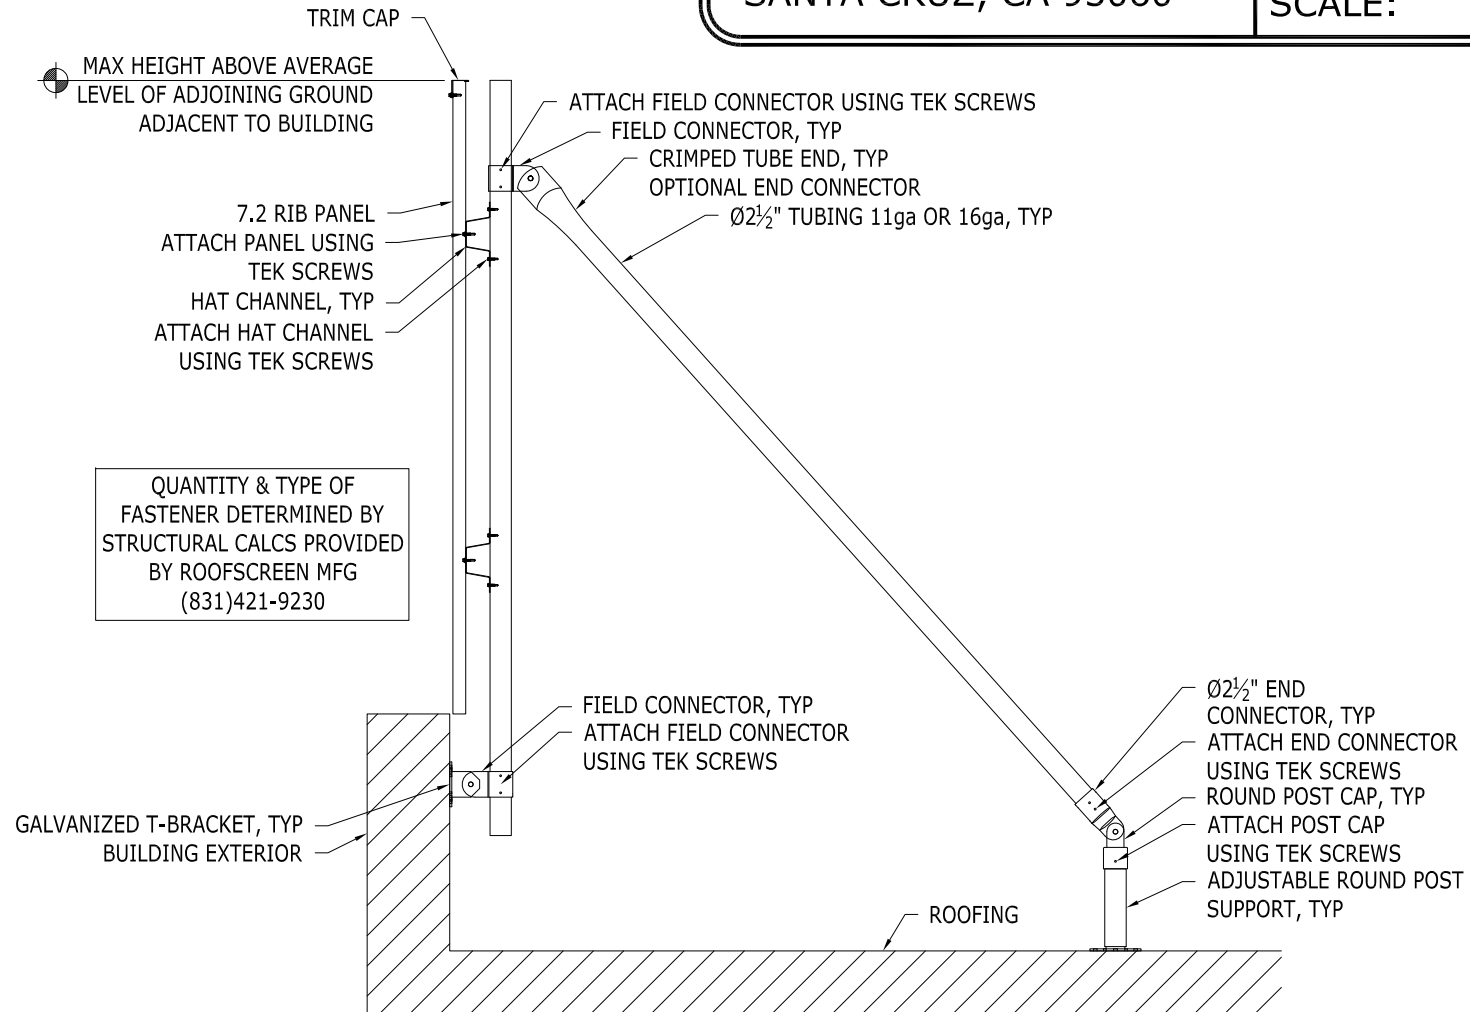 SANTA CRUZ, CA 95060
SCALE:
TRIM CAP
MAX HEIGHT ABOVE AVERAGE
LEVEL OF ADJOINING GROUND
ADJACENT TO BUILDING
ATTACH FIELD CONNECTOR USING TEK SCREWS
FIELD CONNECTOR, TYP
CRIMPED TUBE END, TYP
OPTIONAL END CONNECTOR
Ø2½" TUBING 11ga OR 16ga, TYP
7.2 RIB PANEL
ATTACH PANEL USING
TEK SCREWS
HAT CHANNEL, TYP
ATTACH HAT CHANNEL
USING TEK SCREWS
QUANTITY & TYPE OF
FASTENER DETERMINED BY
STRUCTURAL CALCS PROVIDED
BY ROOFSCREEN MFG
(831)421-9230
FIELD CONNECTOR, TYP
ATTACH FIELD CONNECTOR
USING TEK SCREWS
GALVANIZED T-BRACKET, TYP
BUILDING EXTERIOR
Ø2½" END
CONNECTOR, TYP
ATTACH END CONNECTOR
USING TEK SCREWS
ROUND POST CAP, TYP
ATTACH POST CAP
USING TEK SCREWS
ADJUSTABLE ROUND POST
SUPPORT, TYP
ROOFING